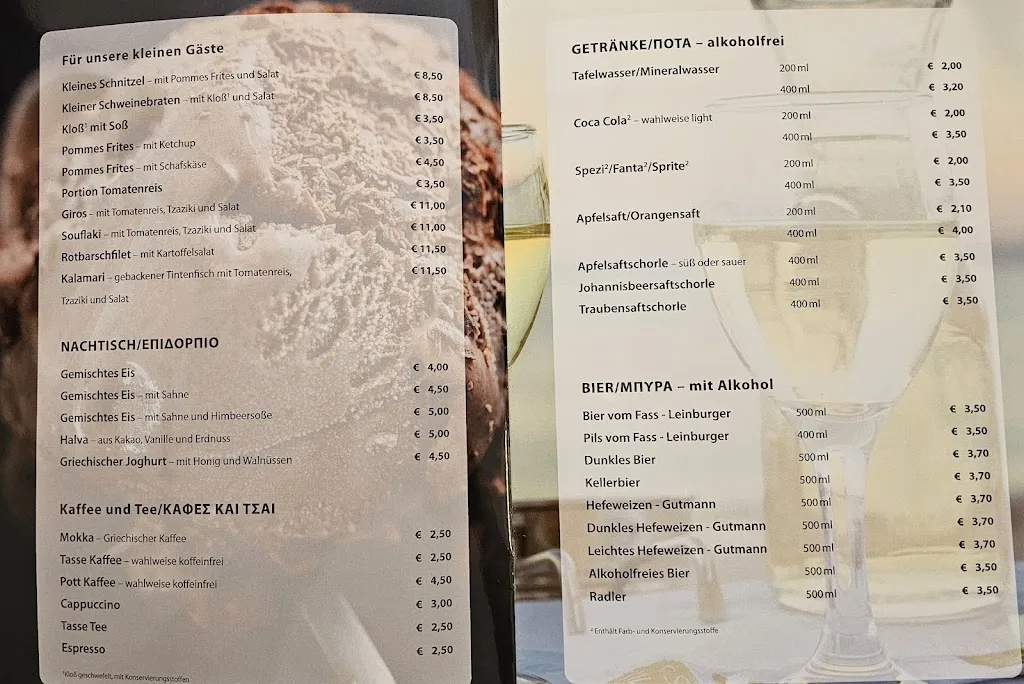 Für unsere kleinen Gäste
Kleines Schnitzel – mit Pommes Frites und Salat € 8,50
Kleiner Schweinebraten – mit Kloß¹ und Salat € 8,50
Kloß¹ mit Soß € 3,50
Pommes Frites – mit Ketchup € 3,50
Pommes Frites – mit Schafskäse € 4,50
Portion Tomatenreis € 3,50
Giros – mit Tomatenreis, Tzaziki und Salat € 11,00
Souflaki – mit Tomatenreis, Tzaziki und Salat € 11,00
Rotbarschfilet – mit Kartoffelsalat € 11,50
Kalamari – gebackener Tintenfisch mit Tomatenreis, € 11,50
Tzaziki und Salat
NACHTISCH/ΕΠΙΔΟΡΠΙΟ
Gemischtes Eis € 4,00
Gemischtes Eis – mit Sahne € 4,50
Gemischtes Eis – mit Sahne und Himbeersoße € 5,00
Halva – aus Kakao, Vanille und Erdnuss € 5,00
Griechischer Joghurt – mit Honig und Walnüssen € 4,50
Kaffee und Tee/ΚΑΦΕΣ ΚΑΙ ΤΣΑΙ
Mokka – Griechischer Kaffee € 2,50
Tasse Kaffee – wahlweise koffeinfrei € 2,50
Pott Kaffee – wahlweise koffeinfrei € 4,50
Cappuccino € 3,00
Tasse Tee € 2,50
Espresso € 2,50
¹Kloß geschwefelt, mit Konservierungsstoffen
GETRÄNKE/ΠΟΤΑ – alkoholfrei
Tafelwasser/Mineralwasser 200 ml € 2,00
400 ml € 3,20
Coca Cola² – wahlweise light 200 ml € 2,00
400 ml € 3,50
Spezi²/Fanta²/Sprite² 200 ml € 2,00
400 ml € 3,50
Apfelsaft/Orangensaft 200 ml € 2,10
400 ml € 4,00
Apfelsaftschorle – süß oder sauer 400 ml € 3,50
Johannisbeersaftschorle 400 ml € 3,50
Traubensaftschorle 400 ml € 3,50
BIER/ΜΠΥΡΑ – mit Alkohol
Bier vom Fass - Leinburger 500 ml € 3,50
Pils vom Fass - Leinburger 400 ml € 3,50
Dunkles Bier 500 ml € 3,70
Kellerbier 500 ml € 3,70
Hefeweizen - Gutmann 500 ml € 3,70
Dunkles Hefeweizen - Gutmann 500 ml € 3,70
Leichtes Hefeweizen - Gutmann 500 ml € 3,70
Alkoholfreies Bier 500 ml € 3,50
Radler 500 ml € 3,50
² Enthält Farb- und Konservierungsstoffe